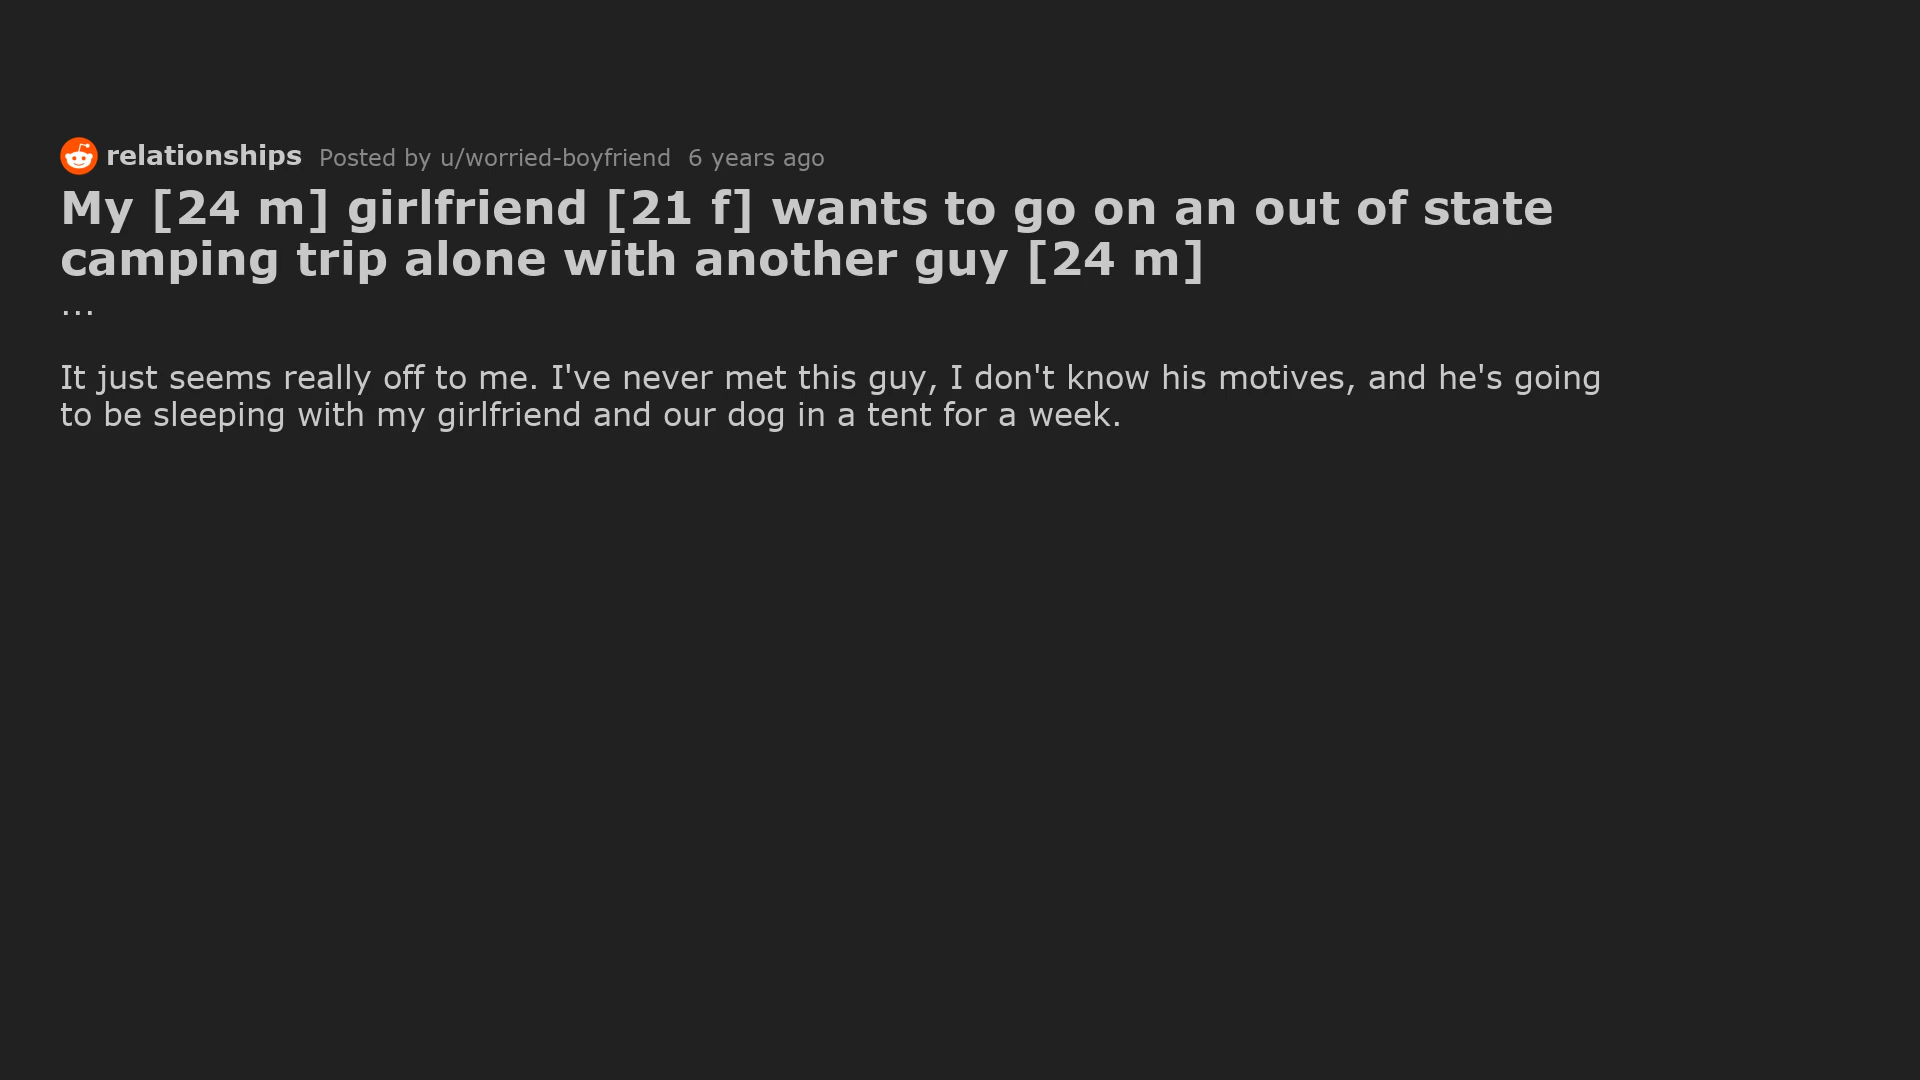 relationships Posted by u/worried-boyfriend 6 years ago
My [24 m] girlfriend [21 f] wants to go on an out of state
camping trip alone with another guy [24 m]
...
It just seems really off to me. I've never met this guy, I don't know his motives, and he's going
to be sleeping with my girlfriend and our dog in a tent for a week.